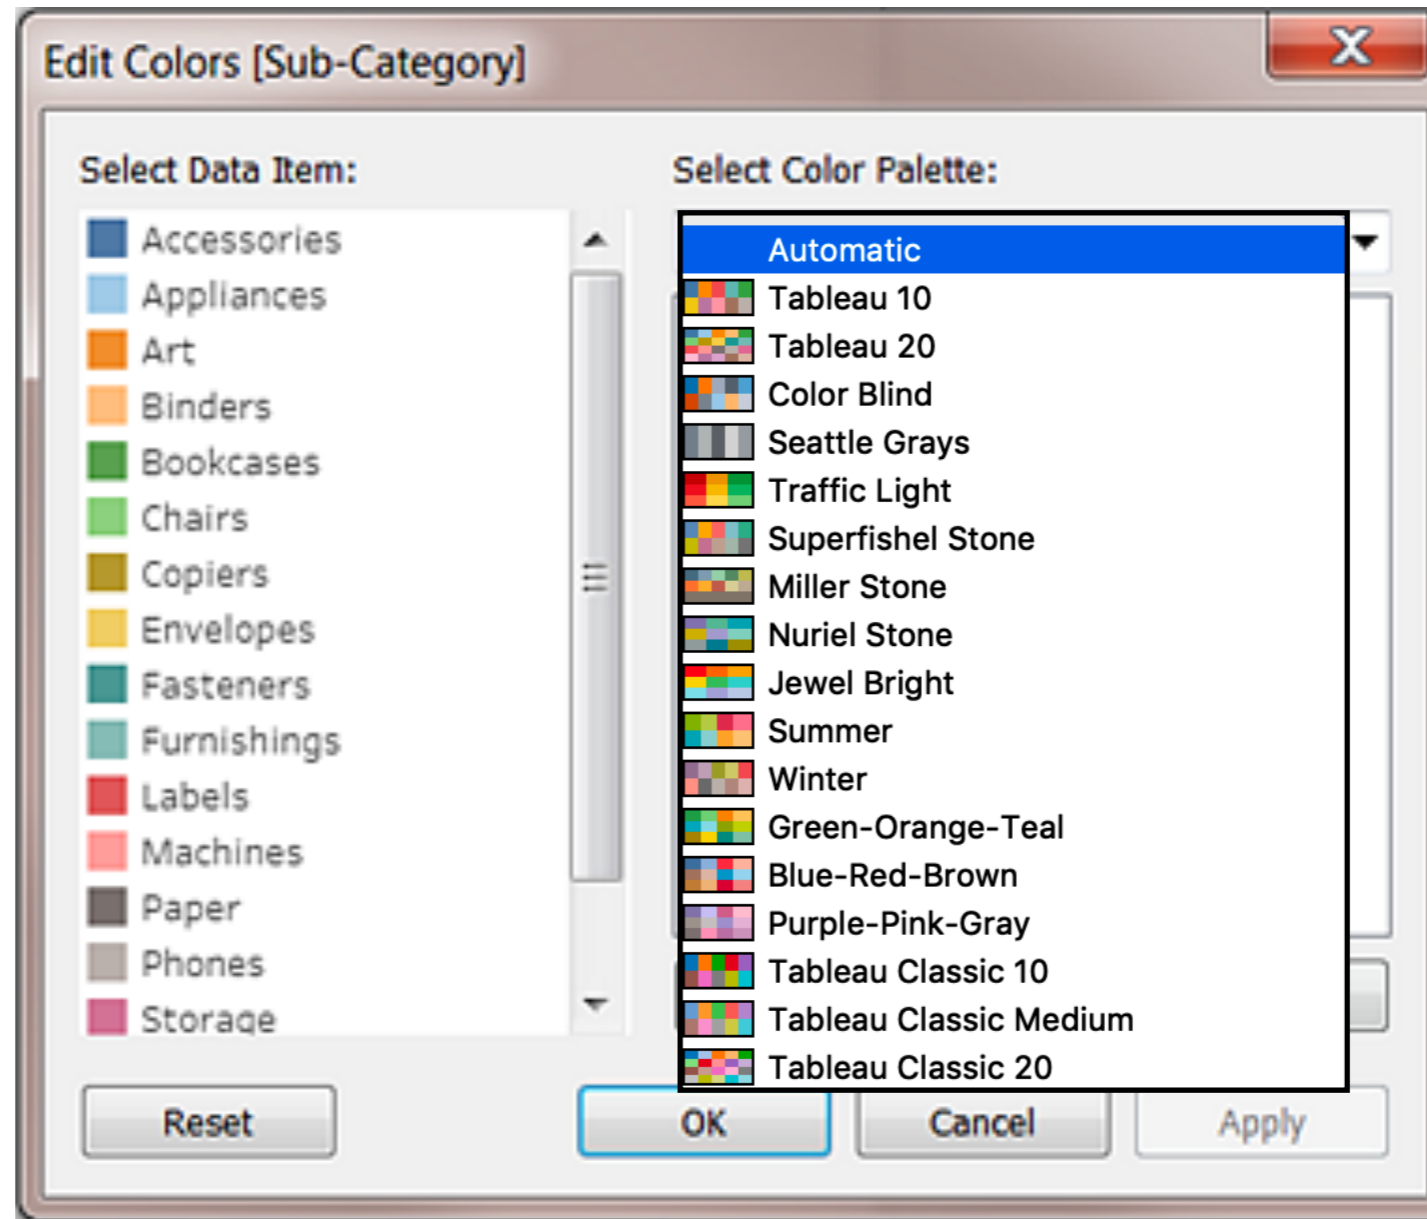 Edit Colors [Sub-Category]
Select Data Item:
Accessories
Appliances
Art
Binders
Bookcases
Chairs
Copiers
Envelopes
Fasteners
Furnishings
Labels
Machines
Paper
Phones
Storage
Select Color Palette:
Automatic
Tableau 10
Tableau 20
Color Blind
Seattle Grays
Traffic Light
Superfishel Stone
Miller Stone
Nuriel Stone
Jewel Bright
Summer
Winter
Green-Orange-Teal
Blue-Red-Brown
Purple-Pink-Gray
Tableau Classic 10
Tableau Classic Medium
Tableau Classic 20
Reset
OK
Cancel
Apply